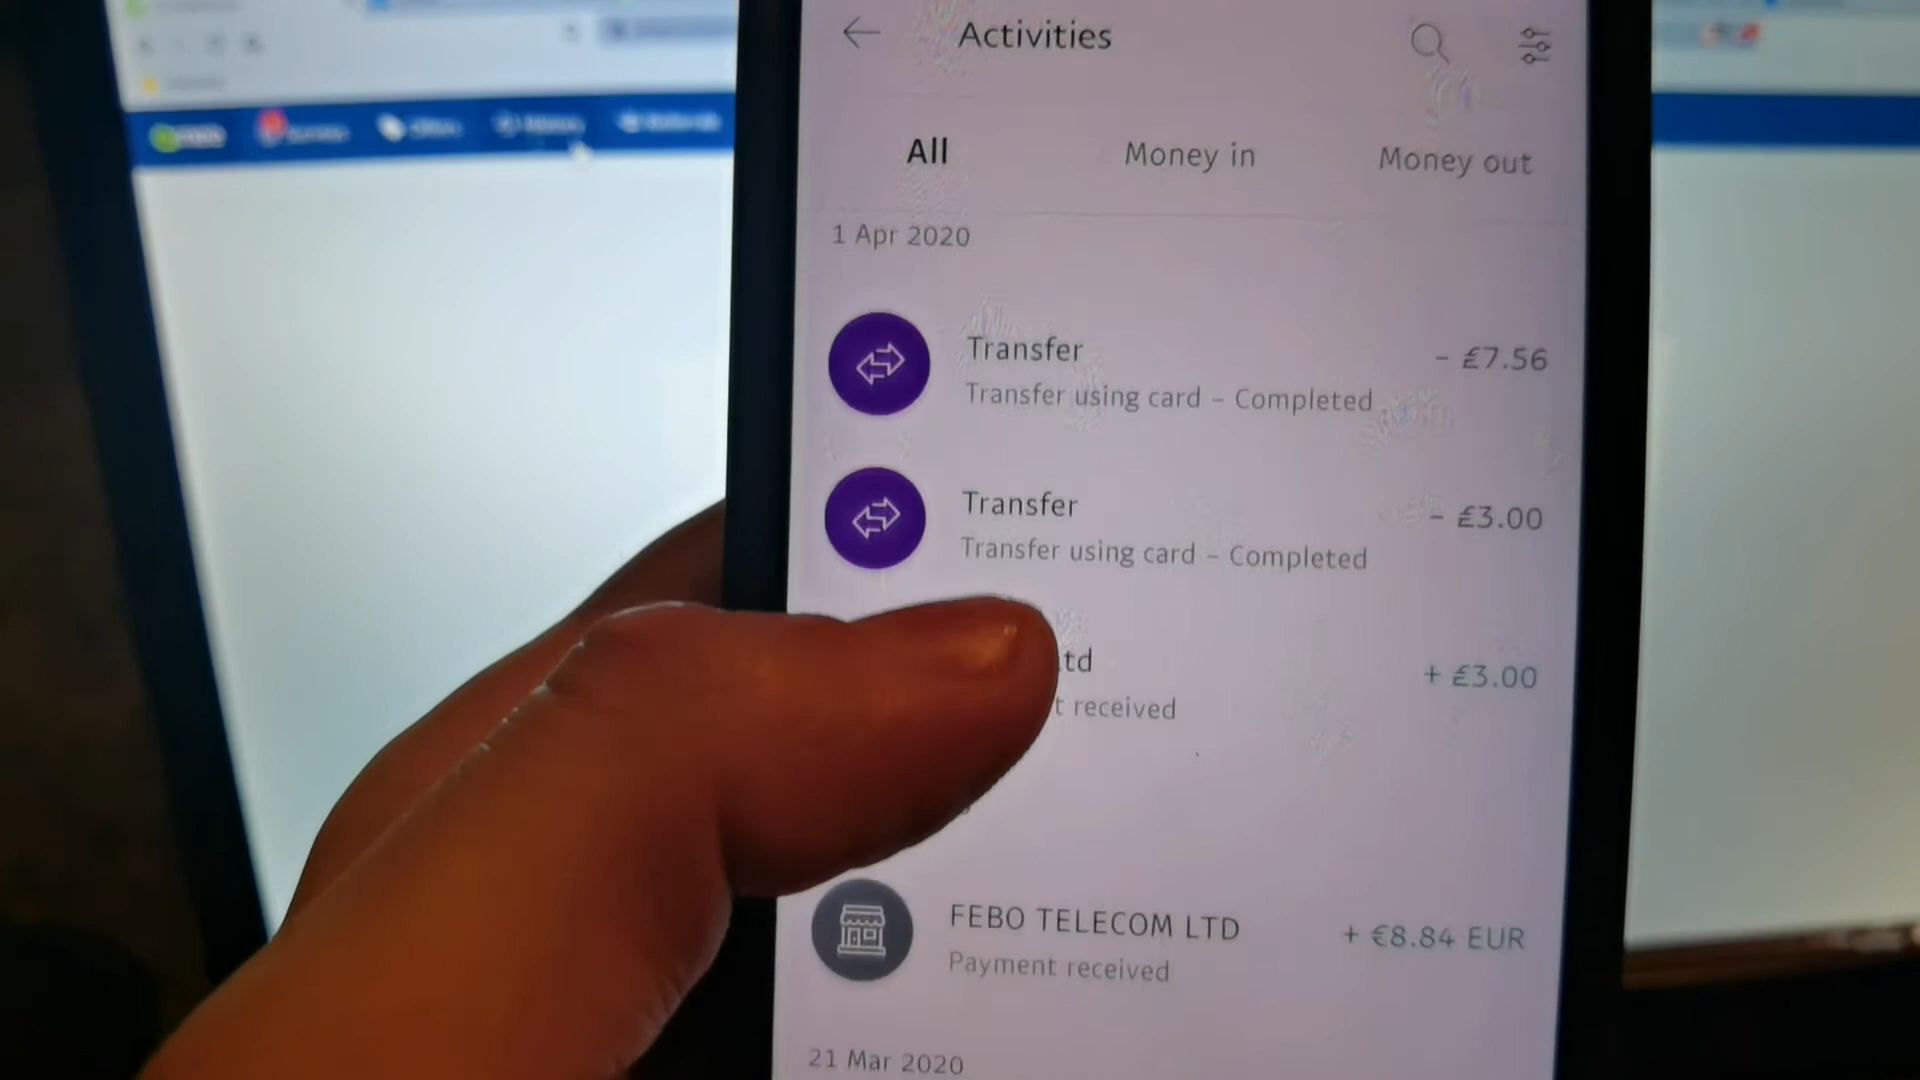 Activities
All
Money in
Money out
1 Apr 2020
Transfer
- £7.56
Transfer using card – Completed
Transfer
- £3.00
Transfer using card – Completed
td
+ £3.00
t received
FEBO TELECOM LTD
+ €8.84 EUR
Payment received
21 Mar 2020